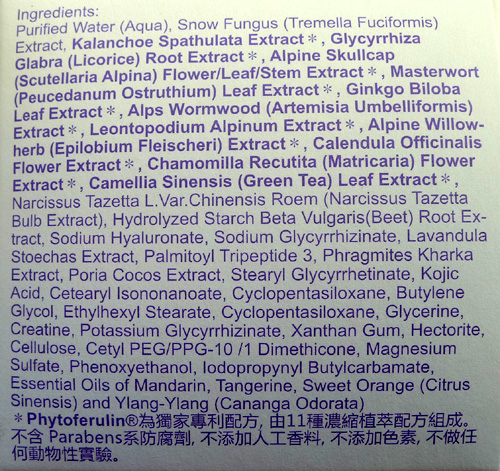 Ingredients:
Purified Water (Aqua), Snow Fungus (Tremella Fuciformis)
Extract, Kalanchoe Spathulata Extract*, Glycyrrhiza
Glabra (Licorice) Root Extract*, Alpine Skullcap
(Scutellaria Alpina) Flower/Leaf/Stem Extract*, Masterwort
(Peucedanum Ostruthium) Leaf Extract*, Ginkgo Biloba
Leaf Extract*, Alps Wormwood (Artemisia Umbelliformis)
Extract*, Leontopodium Alpinum Extract*, Alpine Willow-
herb (Epilobium Fleischeri) Extract*, Calendula Officinalis
Flower Extract*, Chamomilla Recutita (Matricaria) Flower
Extract*, Camellia Sinensis (Green Tea) Leaf Extract*,
Narcissus Tazetta L.Var.Chinensis Roem (Narcissus Tazetta
Bulb Extract), Hydrolyzed Starch Beta Vulgaris(Beet) Root Ex-
tract, Sodium Hyaluronate, Sodium Glycyrrhizinate, Lavandula
Stoechas Extract, Palmitoyl Tripeptide 3, Phragmites Kharka
Extract, Poria Cocos Extract, Stearyl Glycyrrhetinate, Kojic
Acid, Cetearyl Isononanoate, Cyclopentasiloxane, Butylene
Glycol, Ethylhexyl Stearate, Cyclopentasiloxane, Glycerine,
Creatine, Potassium Glycyrrhizinate, Xanthan Gum, Hectorite,
Cellulose, Cetyl PEG/PPG-10 /1 Dimethicone, Magnesium
Sulfate, Phenoxyethanol, Iodopropynyl Butylcarbamate,
Essential Oils of Mandarin, Tangerine, Sweet Orange (Citrus
Sinensis) and Ylang-Ylang (Cananga Odorata)
*Phytoferulin®為獨家專利配方, 由11種濃縮植萃配方組成。
不含 Parabens系防腐劑, 不添加人工香料, 不添加色素, 不做任
何動物性實驗。